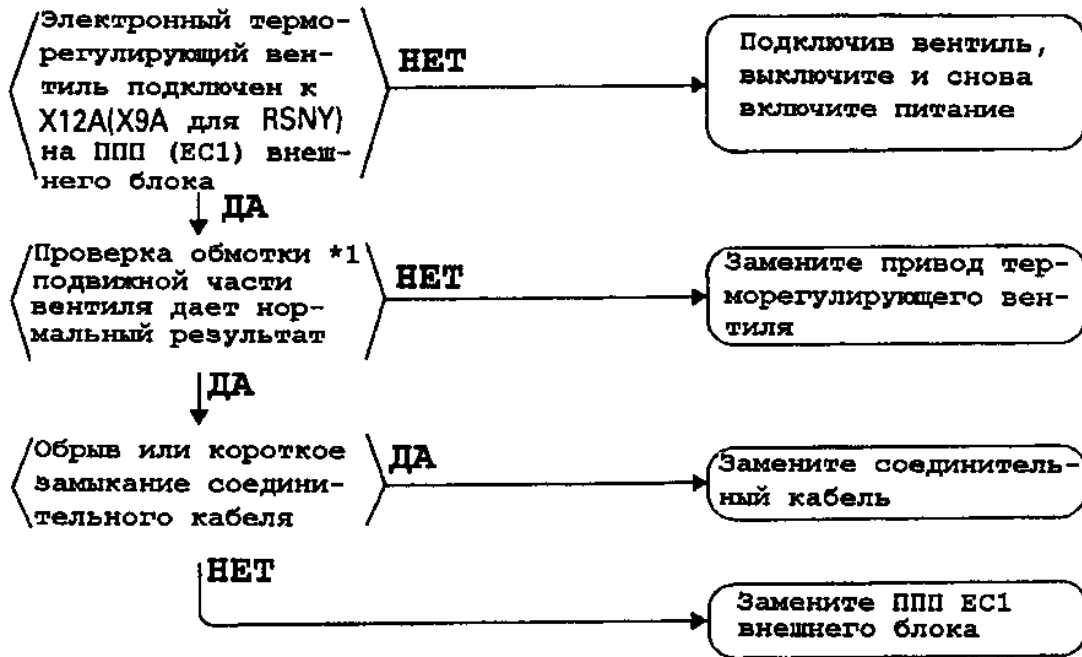 Электронный термо-
регулирующий вен-
тиль подключен к
X12A(X9A для RSNY)
на ППП (EC1) внеш-
него блока
НЕТ
Подключив вентиль,
выключите и снова
включите питание
ДА
Проверка обмотки *1
подвижной части
вентиля дает нор-
мальный результат
НЕТ
Замените привод тер-
морегулирующего вен-
тиля
ДА
Обрыв или короткое
замыкание соедини-
тельного кабеля
ДА
Замените соединитель-
ный кабель
НЕТ
Замените ППП EC1
внешнего блока